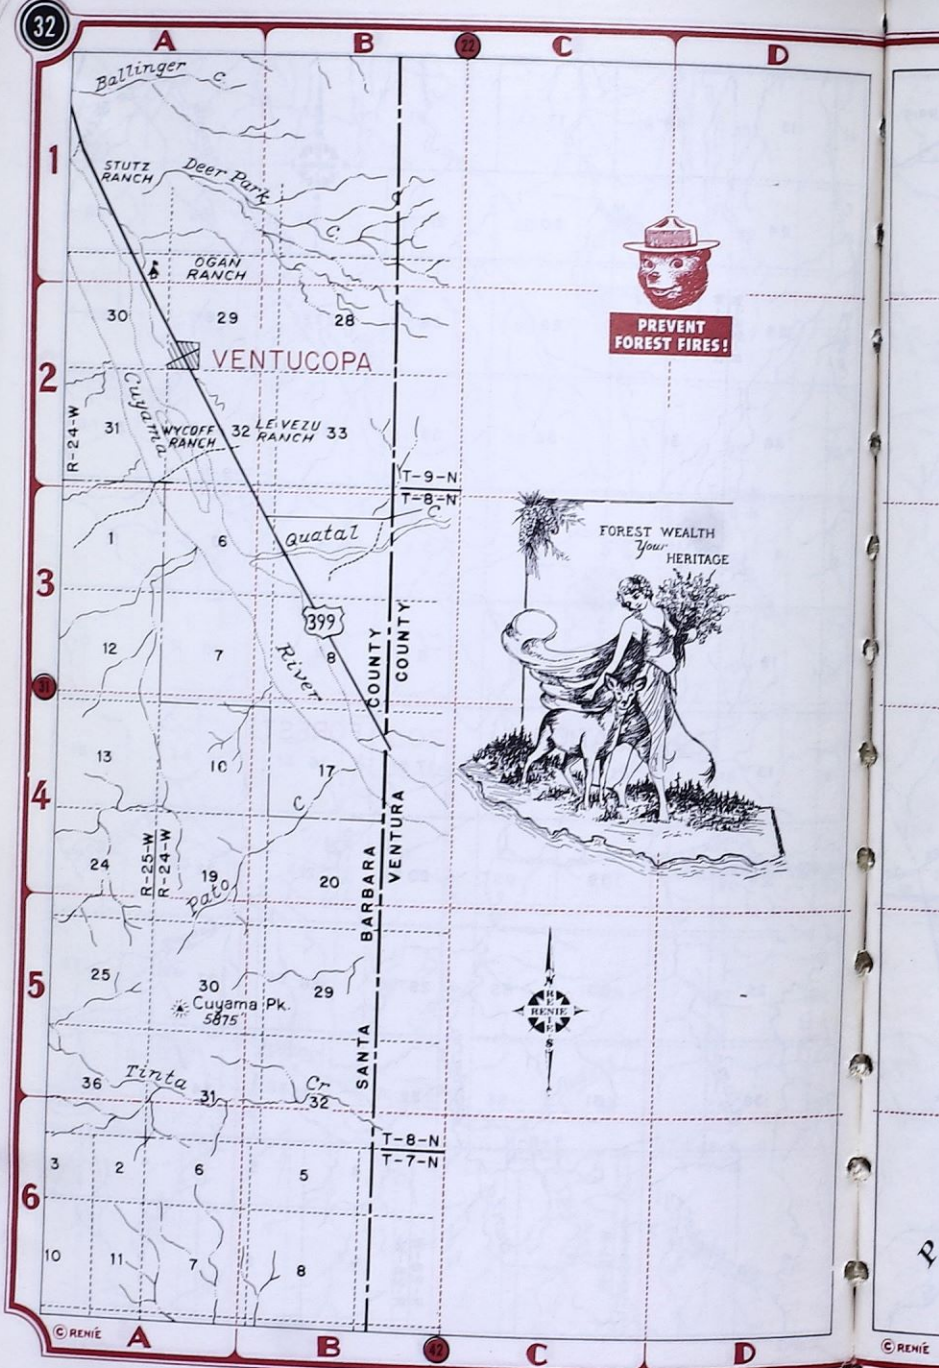 32
A
B
22
C
D
Ballinger C.
1
STUTZ
RANCH
Deer Park
C.
OGAN
RANCH
PREVENT
FOREST FIRES!
30
29
28
VENTUCOPA
2
Cuyama
R-24-W
31
WYCOFF
RANCH
32
LE VEZU
RANCH
33
T-9-N
T-8-N
C
Quatal
1
6
FOREST WEALTH
Your
HERITAGE
3
399
COUNTY
COUNTY
12
7
River
8
31
13
17
4
C
VENTURA
R-25-W
R-24-W
24
19
Pato
20
BARBARA
5
25
30
29
Cuyama Pk.
5875
N
RENIE
RENIE
S
SANTA
36
Tinta
31
Cr
32
T-8-N
T-7-N
3
2
6
5
6
10
11
7
8
© RENIÉ
A
B
42
C
D
P
© RENIE